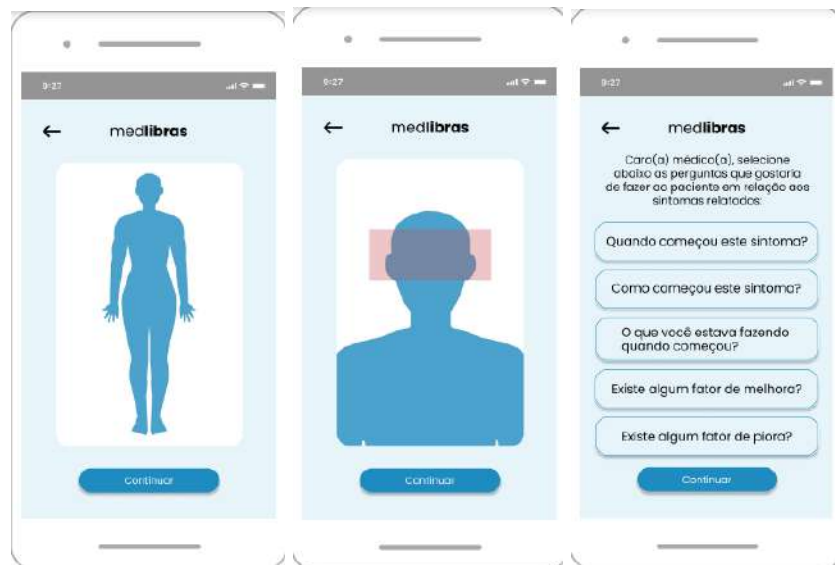 9:27
medlibras
Continuar
9:27
medlibras
Continuar
9:27
medlibras
Caro(a) médico(a), selecione
abaixo as perguntas que gostaria
de fazer ao paciente em relação aos
sintomas relatados:
Quando começou este sintoma?
Como começou este sintoma?
O que você estava fazendo
quando começou?
Existe algum fator de melhora?
Existe algum fator de piora?
Continuar